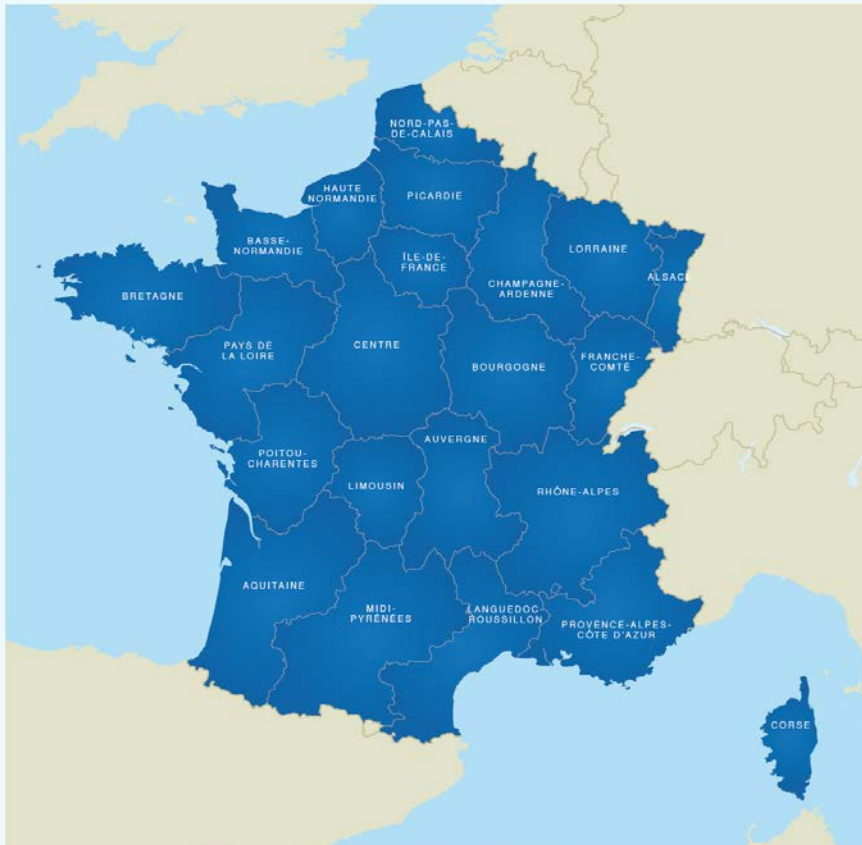 NORD-PAS-
DE-CALAIS
HAUTE
NORMANDIE
PICARDIE
BASSE-
NORMANDIE
ÎLE-DE-
FRANCE
LORRAINE
ALSACE
CHAMPAGNE-
ARDENNE
BRETAGNE
PAYS DE
LA LOIRE
CENTRE
BOURGOGNE
FRANCHE-
COMTÉ
POITOU-
CHARENTES
LIMOUSIN
AUVERGNE
RHÔNE-ALPES
AQUITAINE
MIDI-
PYRÉNÉES
LANGUEDOC-
ROUSSILLON
PROVENCE-ALPES-
CÔTE D'AZUR
CORSE